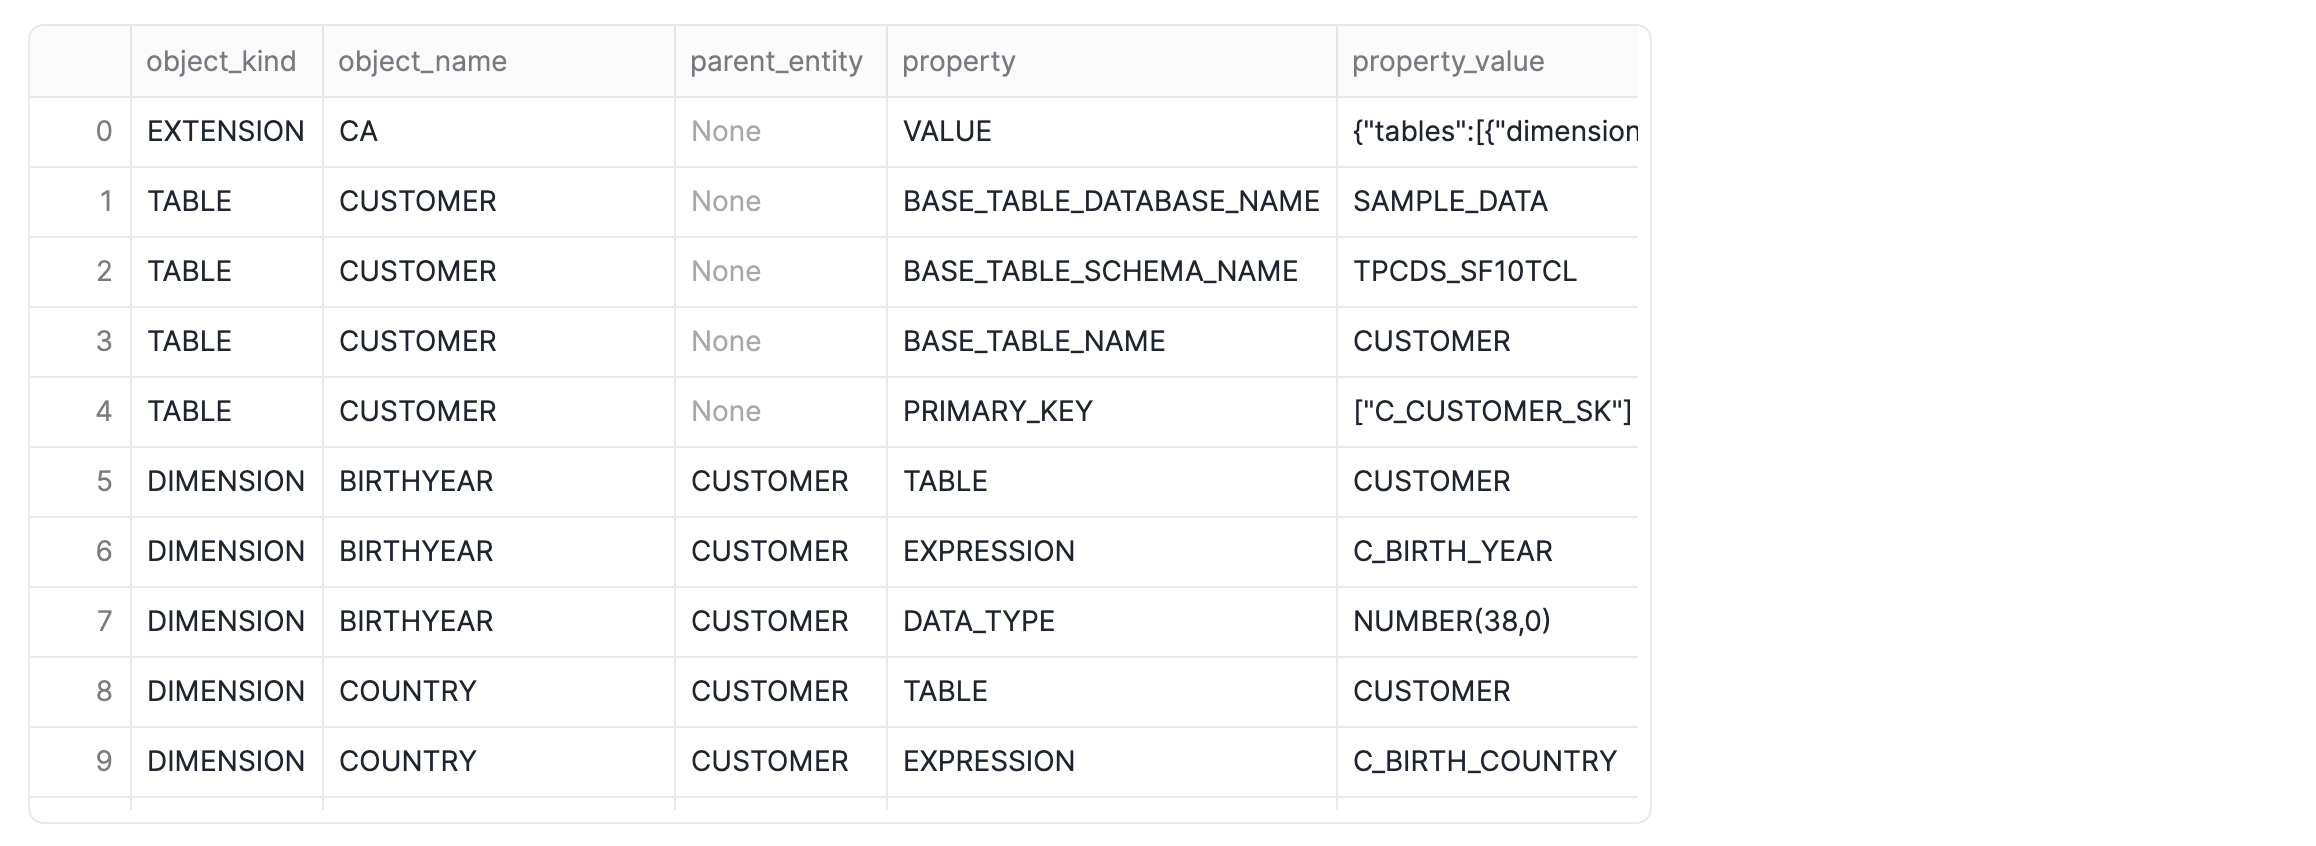 object_kind object_name parent_entity property property_value
0 EXTENSION CA None VALUE {"tables":[{"dimension
1 TABLE CUSTOMER None BASE_TABLE_DATABASE_NAME SAMPLE_DATA
2 TABLE CUSTOMER None BASE_TABLE_SCHEMA_NAME TPCDS_SF10TCL
3 TABLE CUSTOMER None BASE_TABLE_NAME CUSTOMER
4 TABLE CUSTOMER None PRIMARY_KEY ["C_CUSTOMER_SK"]
5 DIMENSION BIRTHYEAR CUSTOMER TABLE CUSTOMER
6 DIMENSION BIRTHYEAR CUSTOMER EXPRESSION C_BIRTH_YEAR
7 DIMENSION BIRTHYEAR CUSTOMER DATA_TYPE NUMBER(38,0)
8 DIMENSION COUNTRY CUSTOMER TABLE CUSTOMER
9 DIMENSION COUNTRY CUSTOMER EXPRESSION C_BIRTH_COUNTRY